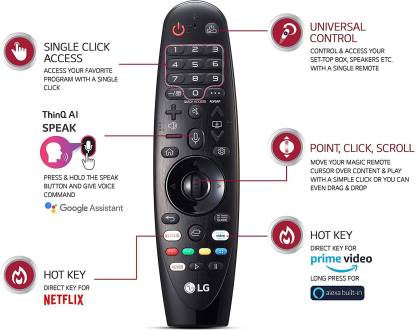 SINGLE CLICK
ACCESS
ACCESS YOUR FAVORITE
PROGRAM WITH A SINGLE
CLICK
ThinQ AI
SPEAK
PRESS & HOLD THE SPEAK
BUTTON AND GIVE VOICE
COMMAND
Google Assistant
HOT KEY
DIRECT KEY FOR
NETFLIX
1 2 3
4 5 6
7 8 9
0
QUICK ACCESS
NETFLIX
prime video
LG
UNIVERSAL
CONTROL
CONTROL & ACCESS YOUR
SET-TOP BOX, SPEAKERS ETC.
WITH A SINGLE REMOTE
POINT, CLICK, SCROLL
MOVE YOUR MAGIC REMOTE
CURSOR OVER CONTENT & PLAY
WITH A SIMPLE CLICK OR YOU CAN
EVEN DRAG & DROP
HOT KEY
DIRECT KEY FOR
prime video
LONG PRESS FOR
alexa built-in